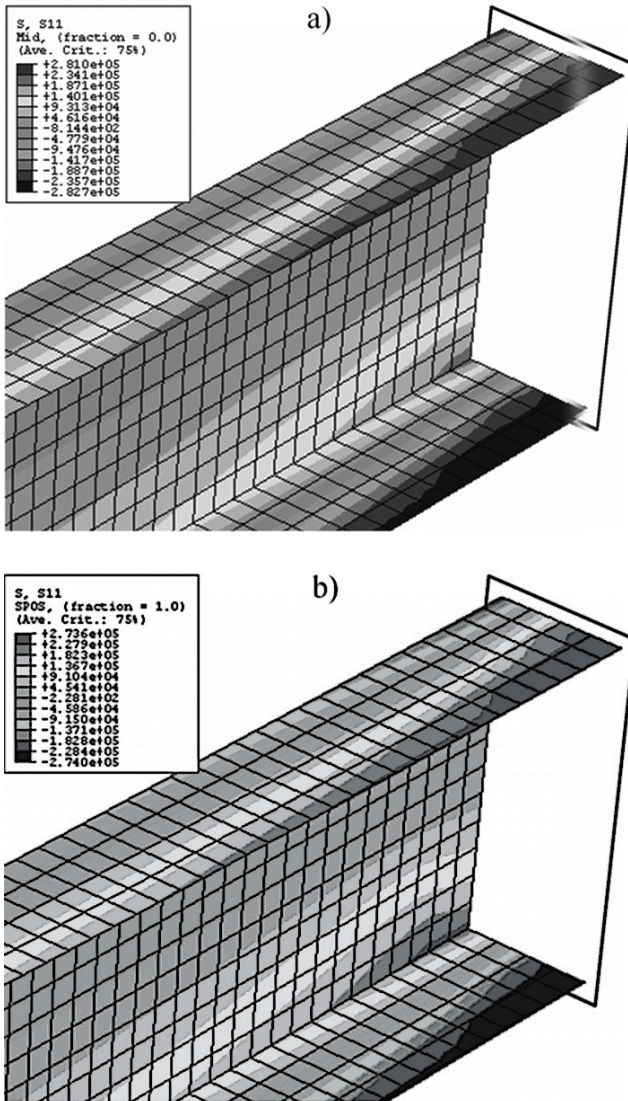 a)
S, S11
Mid, (fraction = 0.0)
(Ave. Crit.: 75%)
+2.810e+05
+2.341e+05
+1.871e+05
+1.401e+05
+9.313e+04
+4.616e+04
-8.144e+02
-4.779e+04
-9.476e+04
-1.417e+05
-1.887e+05
-2.357e+05
-2.827e+05
b)
S, S11
SPOS, (fraction = 1.0)
(Ave. Crit.: 75%)
+2.736e+05
+2.279e+05
+1.823e+05
+1.367e+05
+9.104e+04
+4.541e+04
-2.281e+02
-4.586e+04
-9.150e+04
-1.371e+05
-1.828e+05
-2.284e+05
-2.740e+05